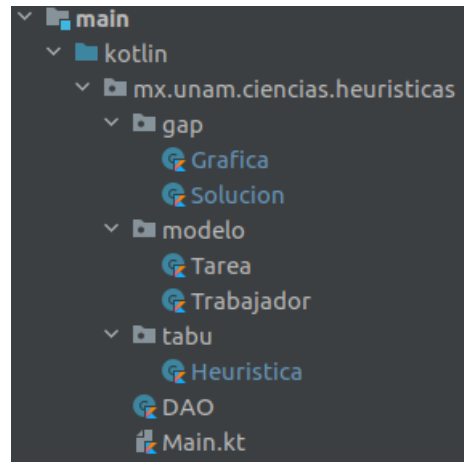 main
kotlin
mx.unam.ciencias.heuristicas
gap
Grafica
Solucion
modelo
Tarea
Trabajador
tabu
Heuristica
DAO
Main.kt